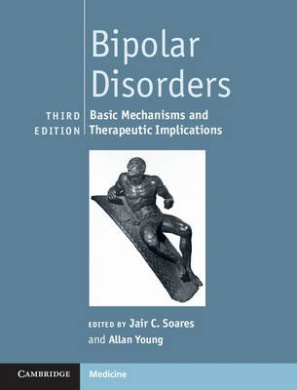 Bipolar
Disorders
THIRD EDITION
Basic Mechanisms and
Therapeutic Implications
EDITED BY Jair C. Soares
and Allan Young
CAMBRIDGE
Medicine